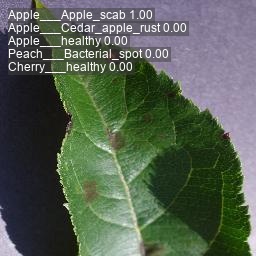 Apple___Apple_scab 1.00
Apple___Cedar_apple_rust 0.00
Apple___healthy 0.00
Peach___Bacterial_spot 0.00
Cherry___healthy 0.00